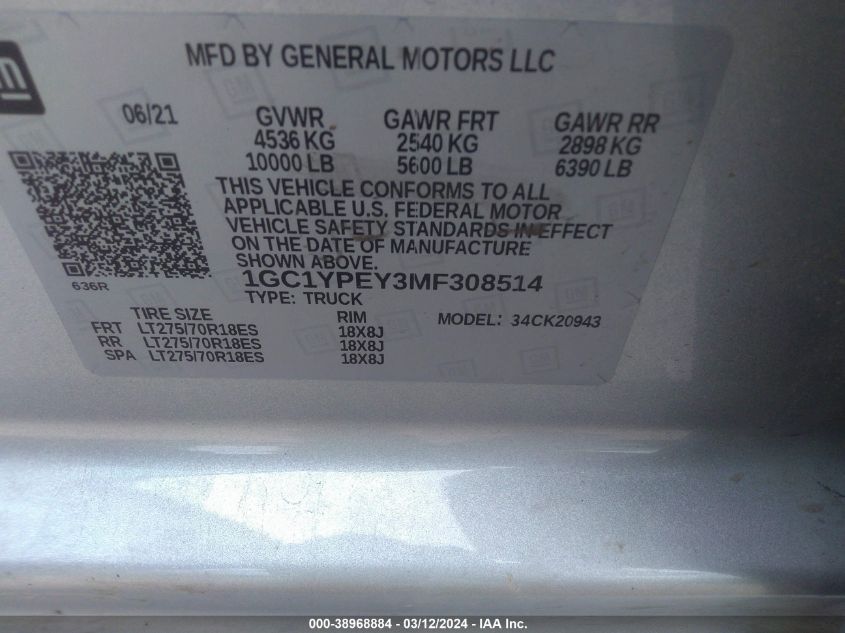 MFD BY GENERAL MOTORS LLC
06/21 GVWR GAWR FRT GAWR RR
4536 KG 2540 KG 2898 KG
10000 LB 5600 LB 6390 LB
THIS VEHICLE CONFORMS TO ALL
APPLICABLE U.S. FEDERAL MOTOR
VEHICLE SAFETY STANDARDS IN EFFECT
ON THE DATE OF MANUFACTURE
SHOWN ABOVE.
636R
1GC1YPEY3MF308514
TYPE: TRUCK
TIRE SIZE RIM MODEL: 34CK20943
FRT LT275/70R18ES 18X8J
RR LT275/70R18ES 18X8J
SPA LT275/70R18ES 18X8J
000-38968884 - 03/12/2024 - IAA Inc.